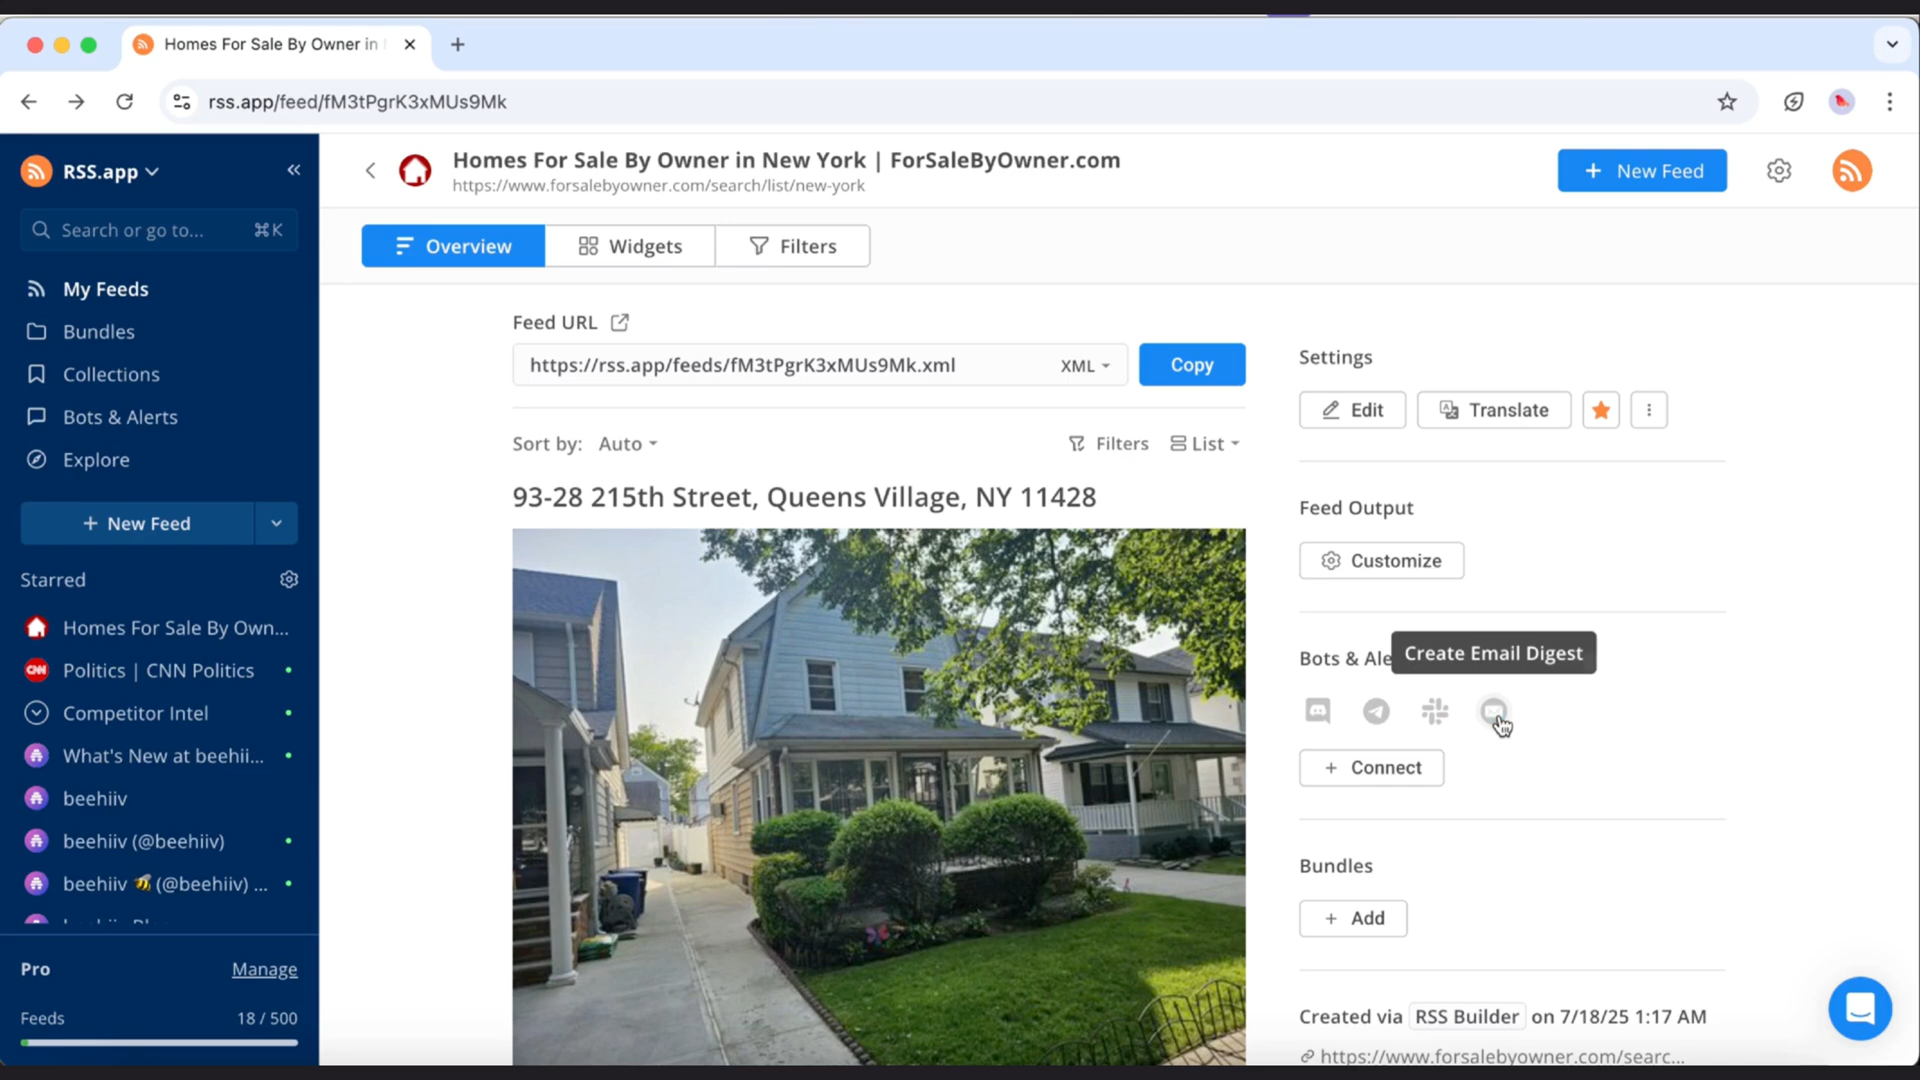 Homes For Sale By Owner in
rss.app/feed/fM3tPgrK3xMUs9Mk
RSS.app
Search or go to... ⌘K
My Feeds
Bundles
Collections
Bots & Alerts
Explore
+ New Feed
Starred
Homes For Sale By Own...
CNN Politics | CNN Politics
Competitor Intel
What's New at beehii...
beehiiv
beehiiv (@beehiiv)
beehiiv 🐝 (@beehiiv) ...
Pro Manage
Feeds 18 / 500
Homes For Sale By Owner in New York | ForSaleByOwner.com
https://www.forsalebyowner.com/search/list/new-york
+ New Feed
Overview Widgets Filters
Feed URL
https://rss.app/feeds/fM3tPgrK3xMUs9Mk.xml XML Copy
Sort by: Auto Filters List
93-28 215th Street, Queens Village, NY 11428
Settings
Edit Translate
Feed Output
Customize
Bots & Ale
Create Email Digest
+ Connect
Bundles
+ Add
Created via RSS Builder on 7/18/25 1:17 AM
https://www.forsalebyowner.com/searc...